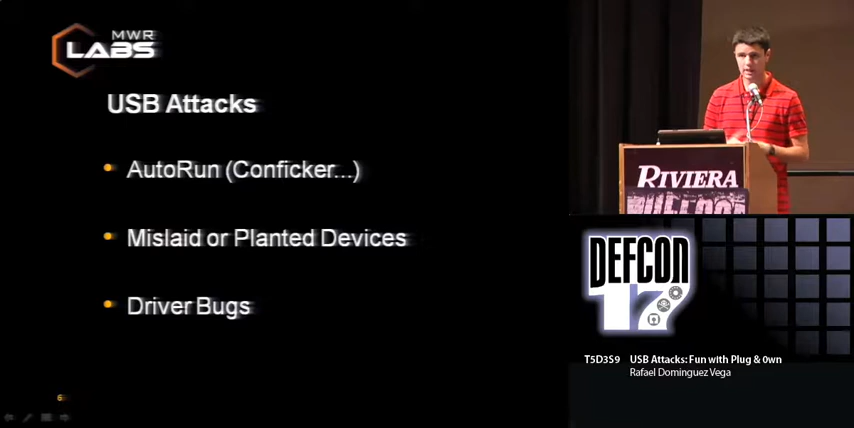 MWR
LABS
USB Attacks
AutoRun (Conficker...)
Mislaid or Planted Devices
Driver Bugs
6
RIVIERA
DEFCON
17
T5D3S9 USB Attacks: Fun with Plug & 0wn
Rafael Dominguez Vega